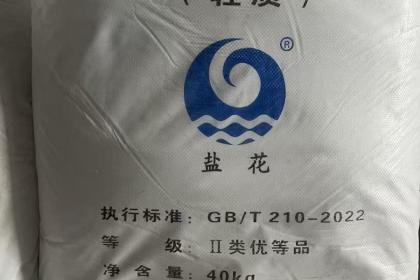 （轻质）
®
盐花
执行标准：GB/T 210-2022
等级：Ⅱ类优等品
净含量：40kg